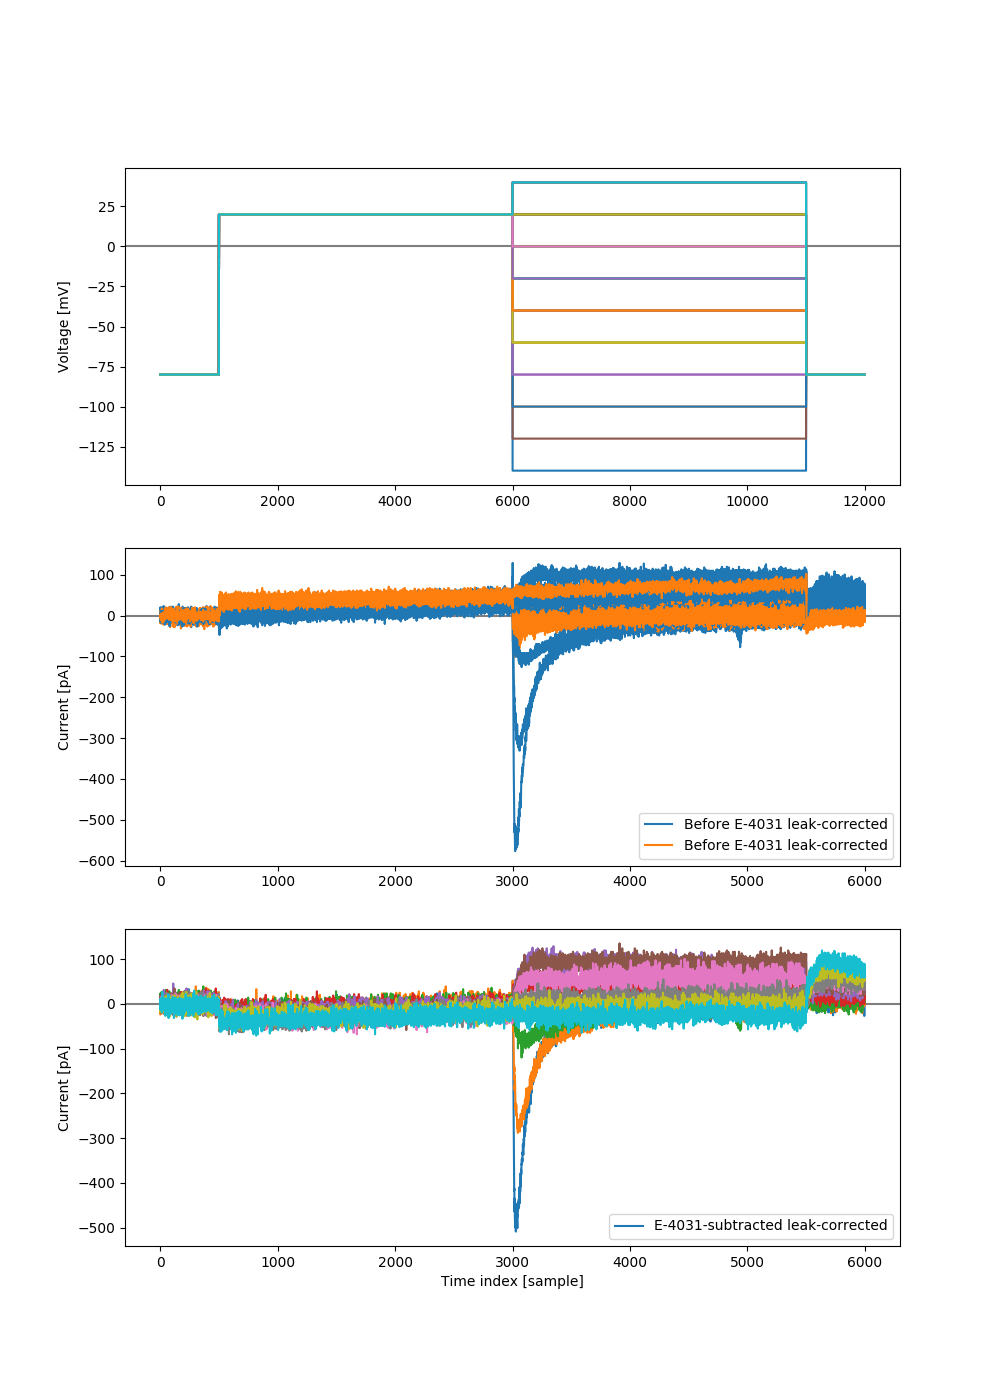 25
0
−25
−50
−75
−100
−125
Voltage [mV]
0 2000 4000 6000 8000 10000 12000
100
0
−100
−200
−300
−400
−500
−600
Current [pA]
Before E-4031 leak-corrected
Before E-4031 leak-corrected
0 1000 2000 3000 4000 5000 6000
100
0
−100
−200
−300
−400
−500
Current [pA]
E-4031-subtracted leak-corrected
0 1000 2000 3000 4000 5000 6000
Time index [sample]